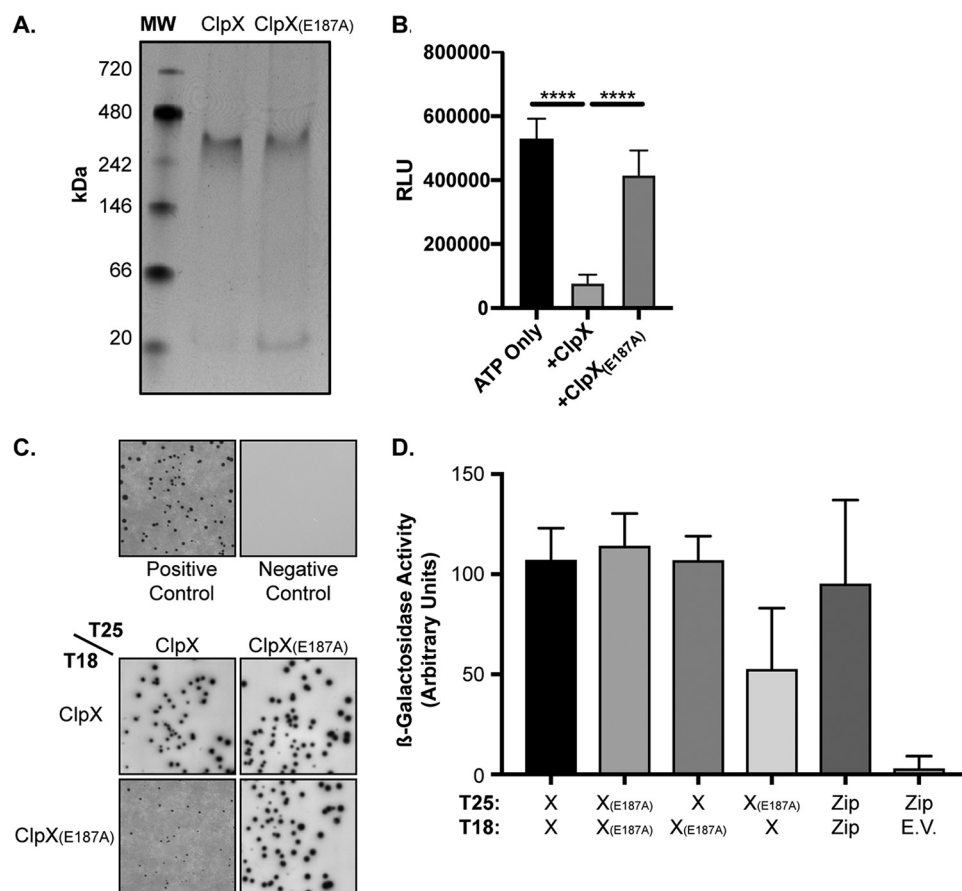 A.
MW ClpX ClpX(E187A)
720
480
242
146
66
20
kDa
B.
800000
600000
400000
200000
0
RLU
**** ****
ATP Only
+ClpX
+ClpX(E187A)
C.
Positive
Control
Negative
Control
T25
T18
ClpX ClpX(E187A)
ClpX
ClpX(E187A)
D.
150
100
50
0
ß-Galactosidase Activity
(Arbitrary Units)
T25: X X(E187A) X X(E187A) Zip Zip
T18: X X(E187A) X(E187A) X Zip E.V.